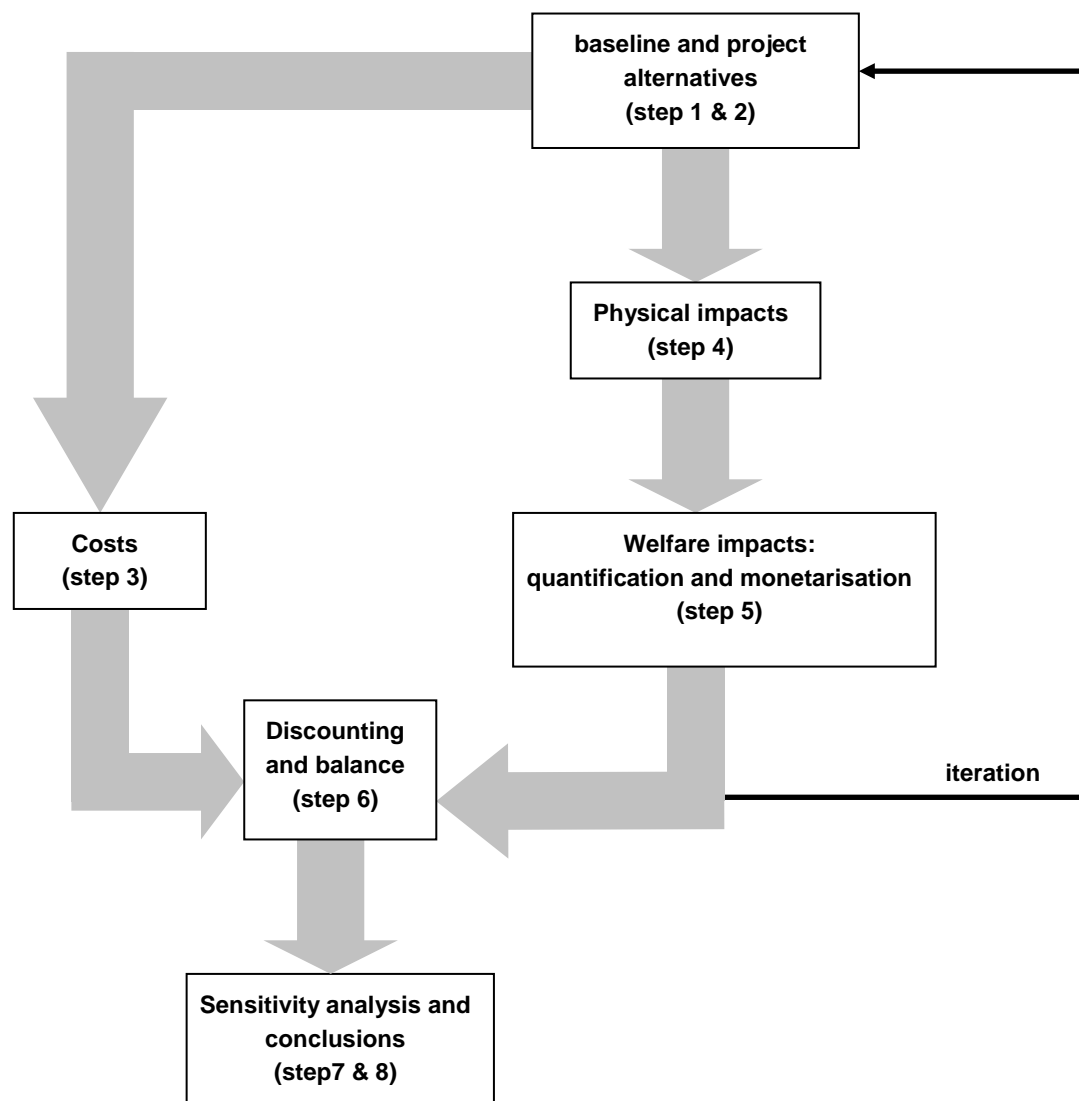 baseline and project
alternatives
(step 1 & 2)
Physical impacts
(step 4)
Costs
(step 3)
Welfare impacts:
quantification and monetarisation
(step 5)
Discounting
and balance
(step 6)
iteration
Sensitivity analysis and
conclusions
(step7 & 8)